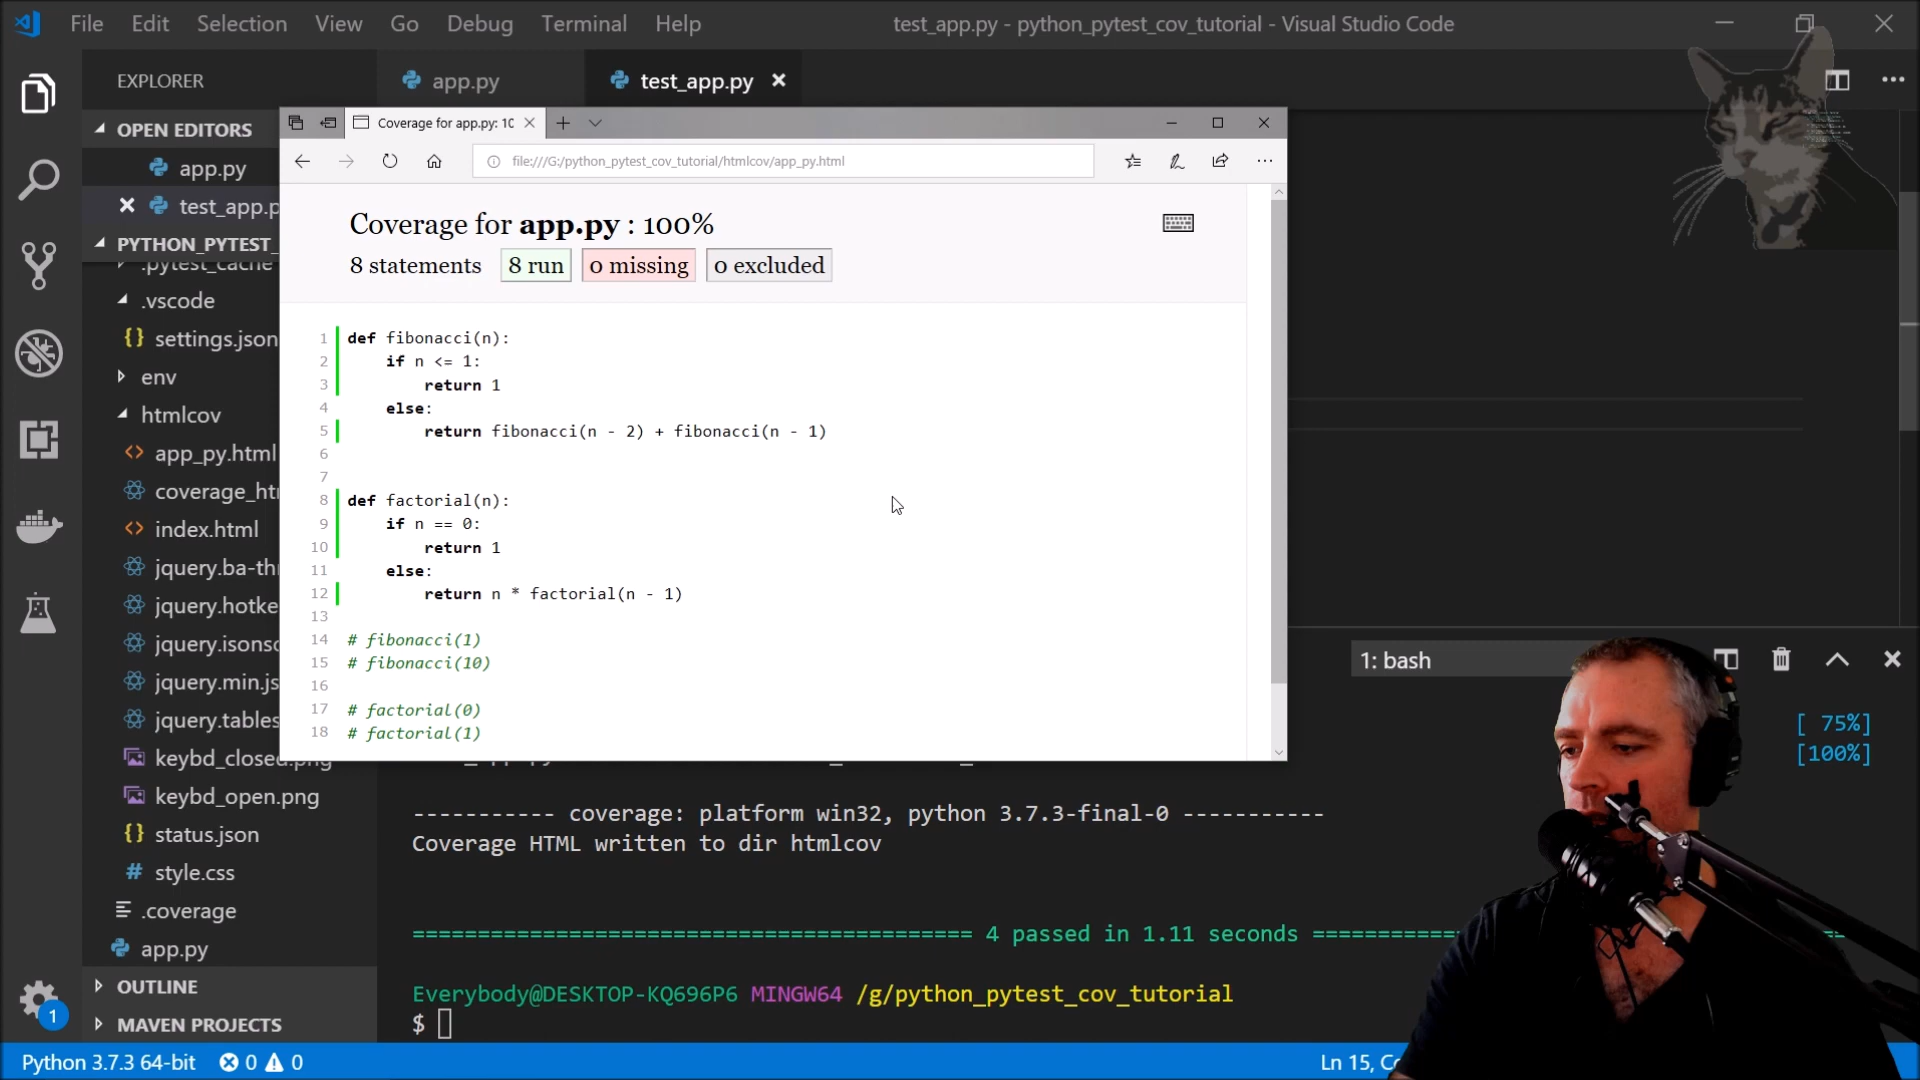 File Edit Selection View Go Debug Terminal Help
test_app.py - python_pytest_cov_tutorial - Visual Studio Code
EXPLORER
app.py
test_app.py
OPEN EDITORS
app.py
test_app.p
PYTHON_PYTEST_
.pytest_cache
.vscode
settings.json
env
htmlcov
app_py.html
coverage_ht
index.html
jquery.ba-thr
jquery.hotke
jquery.isonsc
jquery.min.js
jquery.tables
keybd_closed.png
keybd_open.png
status.json
style.css
.coverage
app.py
OUTLINE
MAVEN PROJECTS
1
Coverage for app.py: 10
file:///G:/python_pytest_cov_tutorial/htmlcov/app_py.html
Coverage for app.py : 100%
8 statements 8 run 0 missing 0 excluded
1 def fibonacci(n):
2 if n <= 1:
3 return 1
4 else:
5 return fibonacci(n - 2) + fibonacci(n - 1)
6
7
8 def factorial(n):
9 if n == 0:
10 return 1
11 else:
12 return n * factorial(n - 1)
13
14 # fibonacci(1)
15 # fibonacci(10)
16
17 # factorial(0)
18 # factorial(1)
1: bash
[ 75%]
[100%]
----------- coverage: platform win32, python 3.7.3-final-0 -----------
Coverage HTML written to dir htmlcov
========================================== 4 passed in 1.11 seconds ===========
Everybody@DESKTOP-KQ696P6 MINGW64 /g/python_pytest_cov_tutorial
$
Python 3.7.3 64-bit 0 0
Ln 15, C